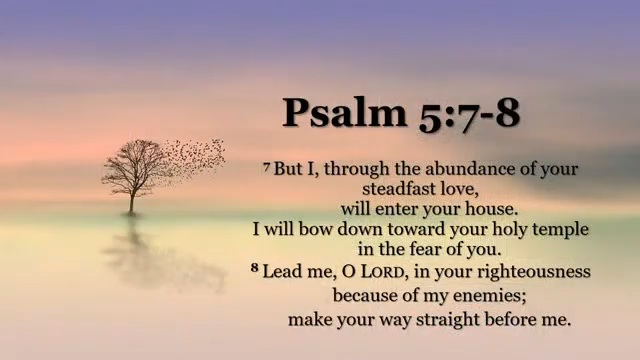 Psalm 5:7-8
7 But I, through the abundance of your
steadfast love,
will enter your house.
I will bow down toward your holy temple
in the fear of you.
8 Lead me, O LORD, in your righteousness
because of my enemies;
make your way straight before me.